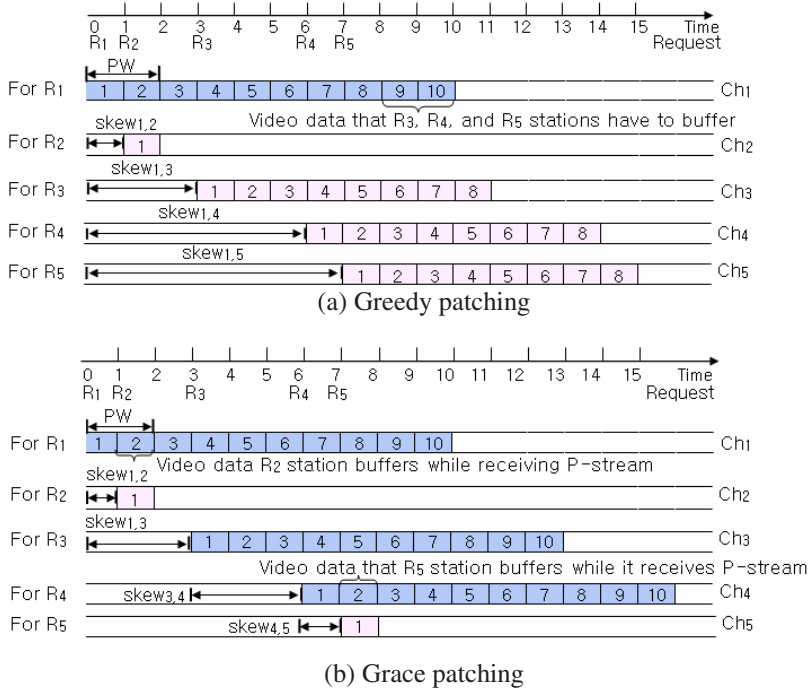 0 1 2 3 4 5 6 7 8 9 10 11 12 13 14 15 Time
R1 R2 R3 R4 R5 Request
PW
For R1 1 2 3 4 5 6 7 8 9 10 Ch1
skew1,2 Video data that R3, R4, and R5 stations have to buffer
For R2 1 Ch2
skew1,3
For R3 1 2 3 4 5 6 7 8 Ch3
skew1,4
For R4 1 2 3 4 5 6 7 8 Ch4
skew1,5
For R5 1 2 3 4 5 6 7 8 Ch5
(a) Greedy patching
0 1 2 3 4 5 6 7 8 9 10 11 12 13 14 15 Time
R1 R2 R3 R4 R5 Request
PW
For R1 1 2 3 4 5 6 7 8 9 10 Ch1
skew1,2 Video data R2 station buffers while receiving P-stream
For R2 1 Ch2
skew1,3
For R3 1 2 3 4 5 6 7 8 9 10 Ch3
Video data that R5 station buffers while it receives P-stream
For R4 skew3,4 1 2 3 4 5 6 7 8 9 10 Ch4
For R5 skew4,5 1 Ch5
(b) Grace patching